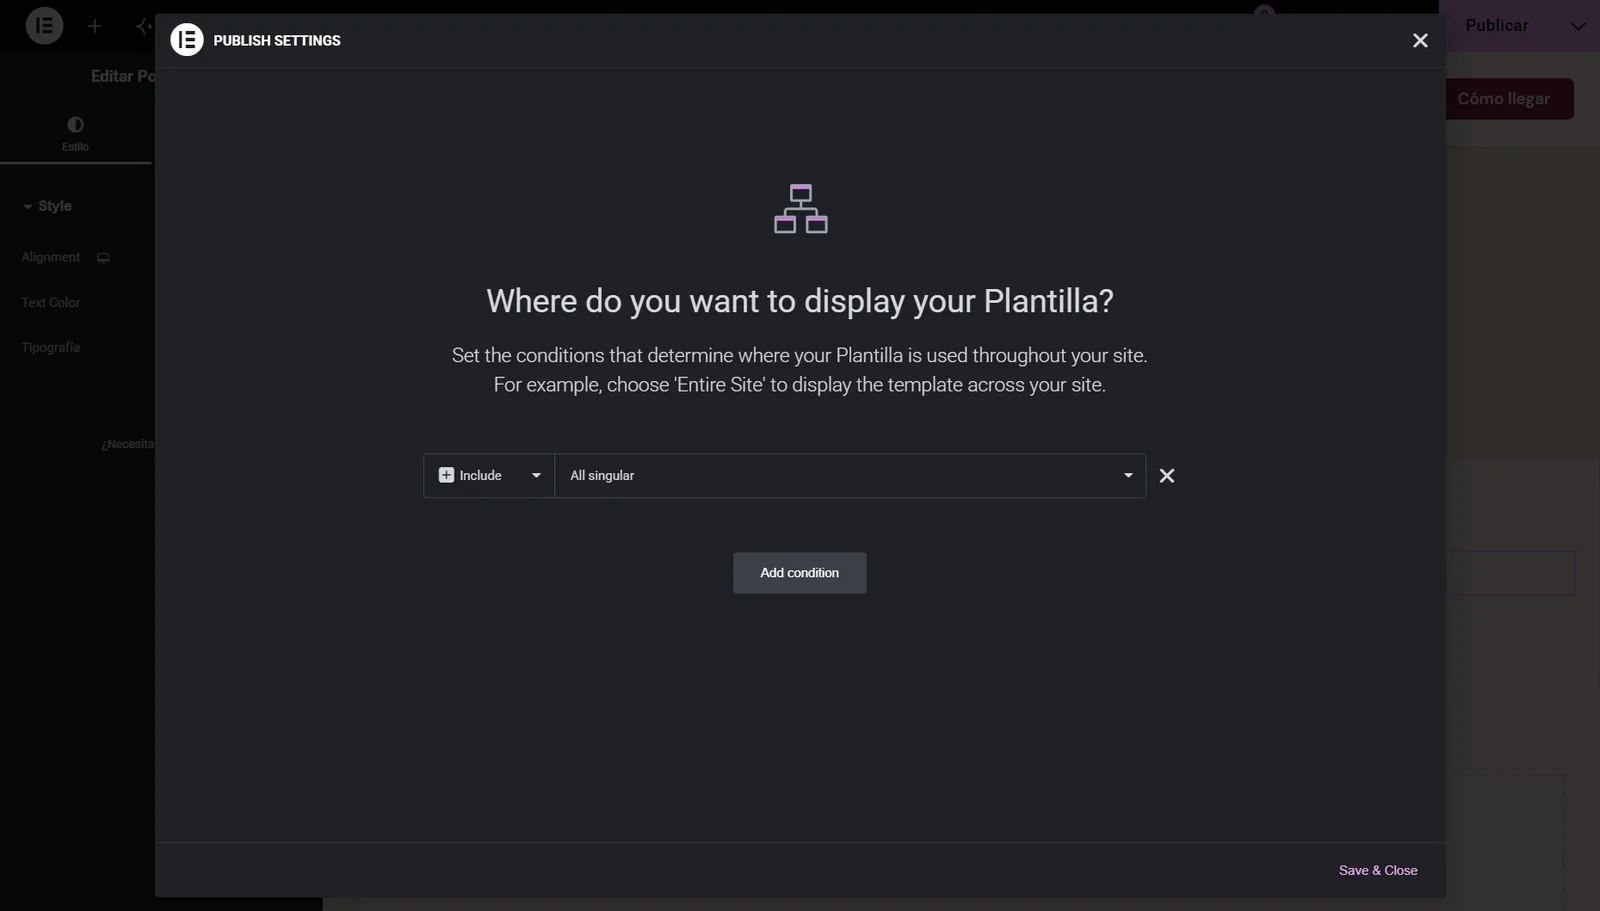 Publicar
PUBLISH SETTINGS
Editar Po
Cómo llegar
Estilo
Style
Alignment
Text Color
Tipografía
¿Necesita
Where do you want to display your Plantilla?
Set the conditions that determine where your Plantilla is used throughout your site.
For example, choose 'Entire Site' to display the template across your site.
Include
All singular
Add condition
Save & Close